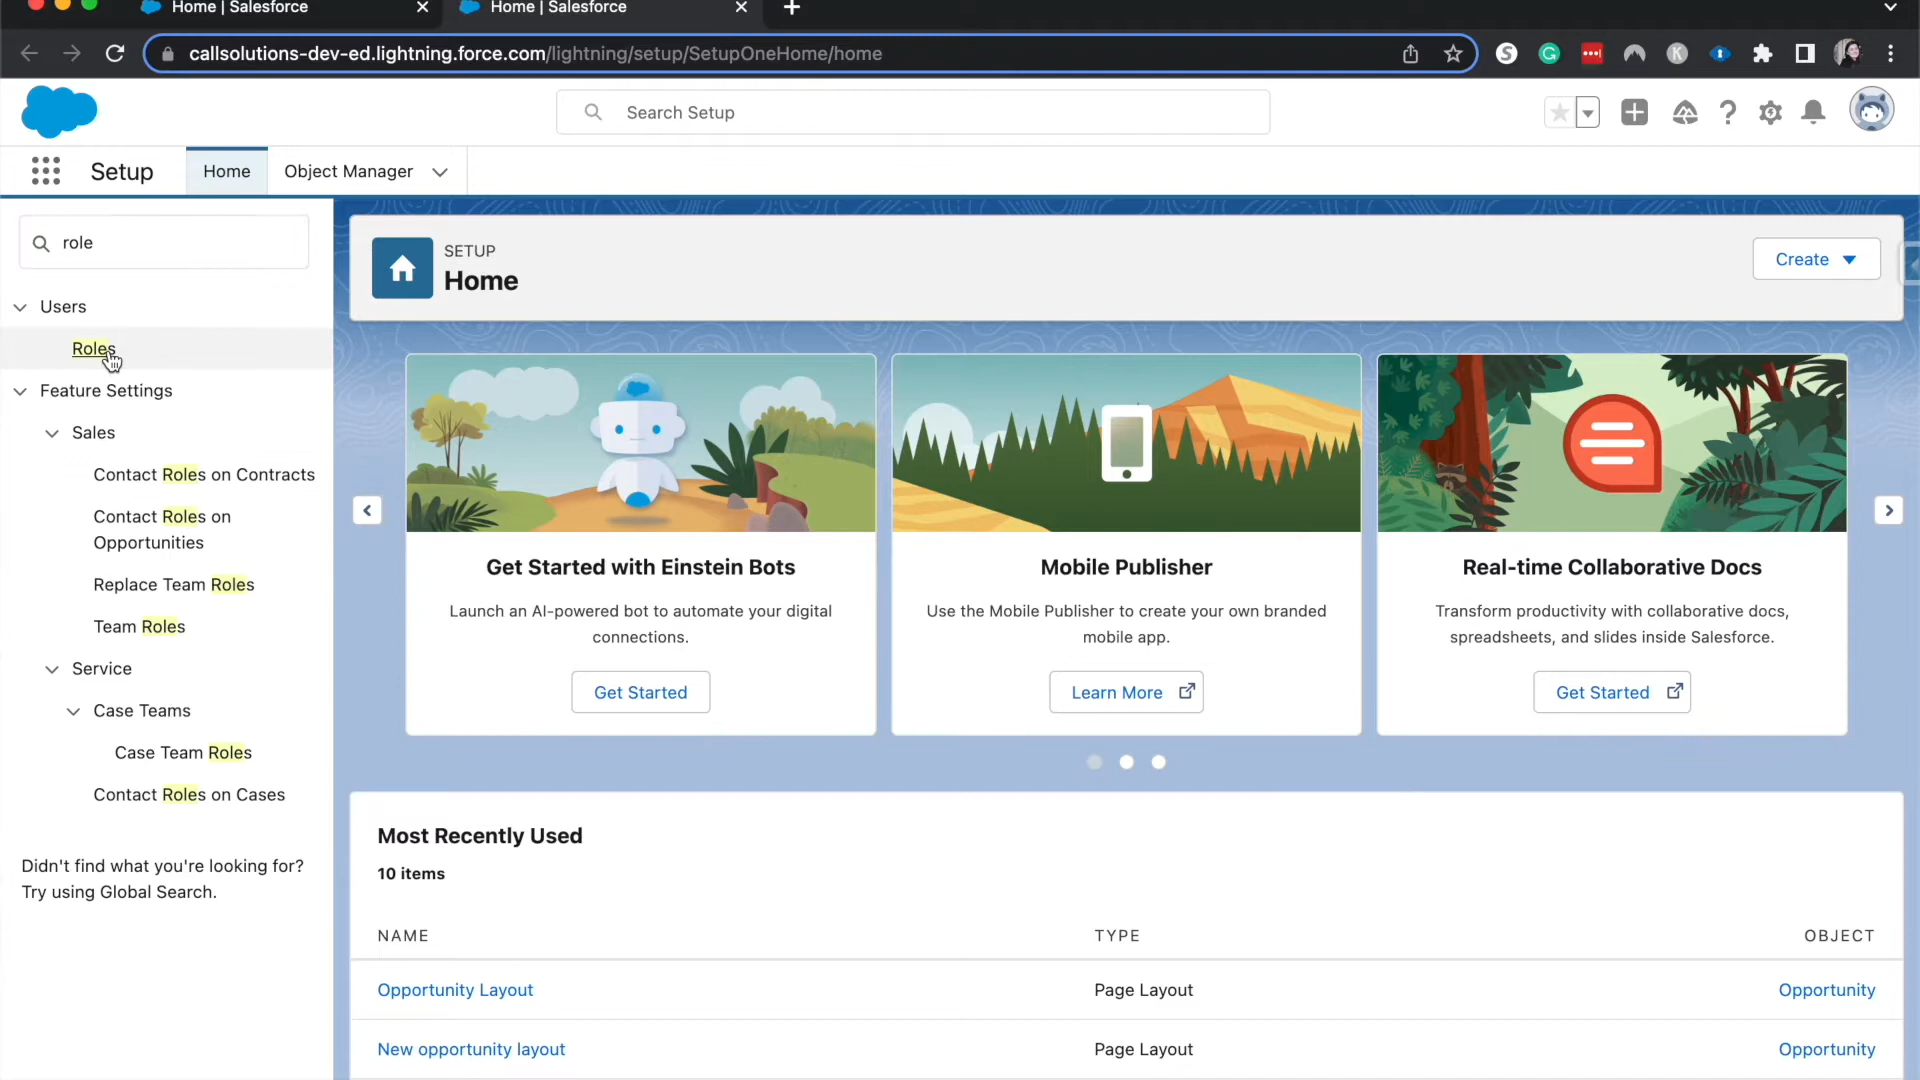 Home | Salesforce
Home | Salesforce
callsolutions-dev-ed.lightning.force.com/lightning/setup/SetupOneHome/home
Search Setup
Setup
Home
Object Manager
role
Users
Roles
Feature Settings
Sales
Contact Roles on Contracts
Contact Roles on
Opportunities
Replace Team Roles
Team Roles
Service
Case Teams
Case Team Roles
Contact Roles on Cases
Didn't find what you're looking for?
Try using Global Search.
SETUP
Home
Create
Get Started with Einstein Bots
Launch an AI-powered bot to automate your digital
connections.
Get Started
Mobile Publisher
Use the Mobile Publisher to create your own branded
mobile app.
Learn More
Real-time Collaborative Docs
Transform productivity with collaborative docs,
spreadsheets, and slides inside Salesforce.
Get Started
Most Recently Used
10 items
NAME TYPE OBJECT
Opportunity Layout Page Layout Opportunity
New opportunity layout Page Layout Opportunity